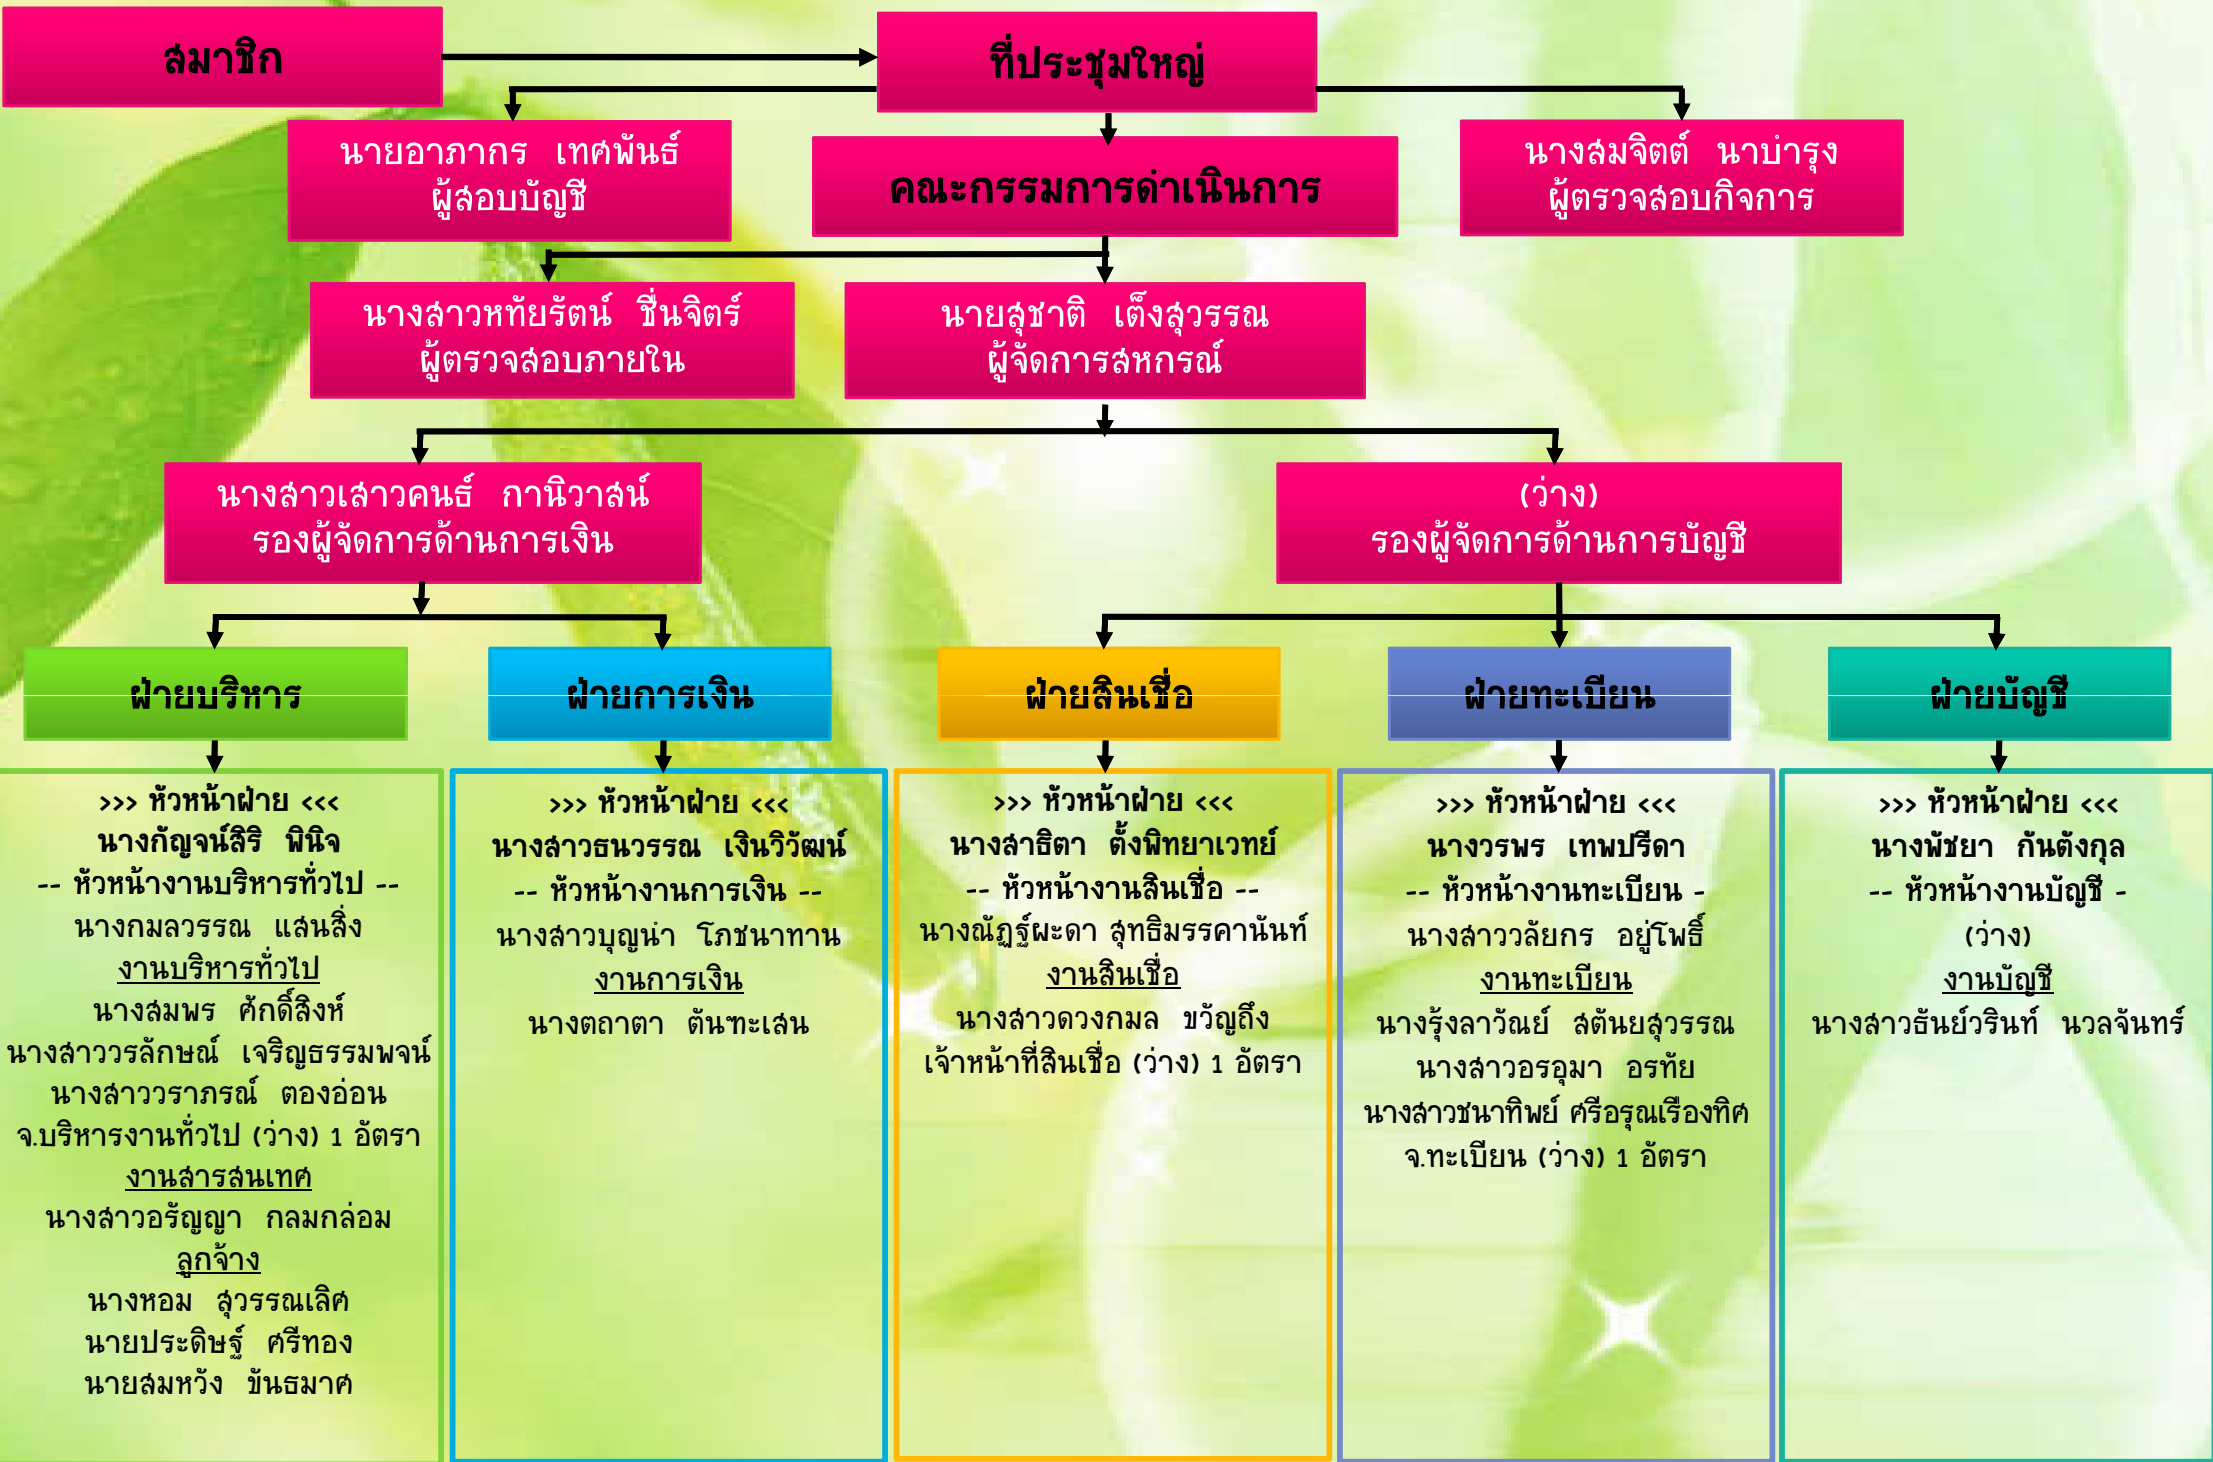 สมาชิก
ที่ประชุมใหญ่
นายอาภากร เทศพันธ์
ผู้สอบบัญชี
คณะกรรมการดำเนินการ
นางสมจิตต์ นาบำรุง
ผู้ตรวจสอบกิจการ
นางสาวหทัยรัตน์ ชื่นจิตร์
ผู้ตรวจสอบภายใน
นายสุชาติ เต็งสุวรรณ
ผู้จัดการสหกรณ์
นางสาวเสาวคนธ์ กานิวาสน์
รองผู้จัดการด้านการเงิน
(ว่าง)
รองผู้จัดการด้านการบัญชี
ฝ่ายบริหาร
>>> หัวหน้าฝ่าย <<<
นางกัญจน์สิริ พินิจ
-- หัวหน้างานบริหารทั่วไป --
นางกมลวรรณ แสนสิ่ง
งานบริหารทั่วไป
นางสมพร ศักดิ์สิงห์
นางสาววรลักษณ์ เจริญธรรมพจน์
นางสาววราภรณ์ ตองอ่อน
จ.บริหารงานทั่วไป (ว่าง) 1 อัตรา
งานสารสนเทศ
นางสาวอรัญญา กลมกล่อม
ลูกจ้าง
นางหอม สุวรรณเลิศ
นายประดิษฐ์ ศรีทอง
นายสมหวัง ขันธมาศ
ฝ่ายการเงิน
>>> หัวหน้าฝ่าย <<<
นางสาวธนวรรณ เงินวิวัฒน์
-- หัวหน้างานการเงิน --
นางสาวบุญนำ โภชนาทาน
งานการเงิน
นางตถาตา ตันฑะเสน
ฝ่ายสินเชื่อ
>>> หัวหน้าฝ่าย <<<
นางสาธิตา ตั้งพิทยาเวทย์
-- หัวหน้างานสินเชื่อ --
นางณัฏฐ์ผะดา สุทธิมรรคานันท์
งานสินเชื่อ
นางสาวดวงกมล ขวัญถึง
เจ้าหน้าที่สินเชื่อ (ว่าง) 1 อัตรา
ฝ่ายทะเบียน
>>> หัวหน้าฝ่าย <<<
นางวรพร เทพปรีดา
-- หัวหน้างานทะเบียน -
นางสาววลัยกร อยู่โพธิ์
งานทะเบียน
นางรุ้งลาวัณย์ สตันยสุวรรณ
นางสาวอรอุมา อรทัย
นางสาวชนาทิพย์ ศรีอรุณเรืองทิศ
จ.ทะเบียน (ว่าง) 1 อัตรา
ฝ่ายบัญชี
>>> หัวหน้าฝ่าย <<<
นางพัชยา กันตังกุล
-- หัวหน้างานบัญชี -
(ว่าง)
งานบัญชี
นางสาวธันย์วรินท์ นวลจันทร์